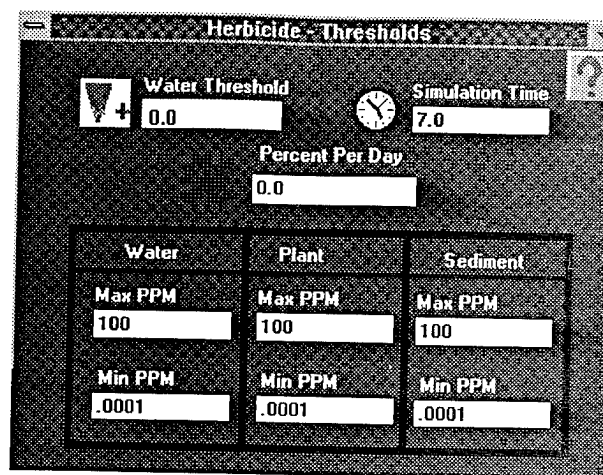 Herbicide - Thresholds
Water Threshold
0.0
Simulation Time
7.0
Percent Per Day
0.0
Water Plant Sediment
Max PPM Max PPM Max PPM
100 100 100
Min PPM Min PPM Min PPM
.0001 .0001 .0001